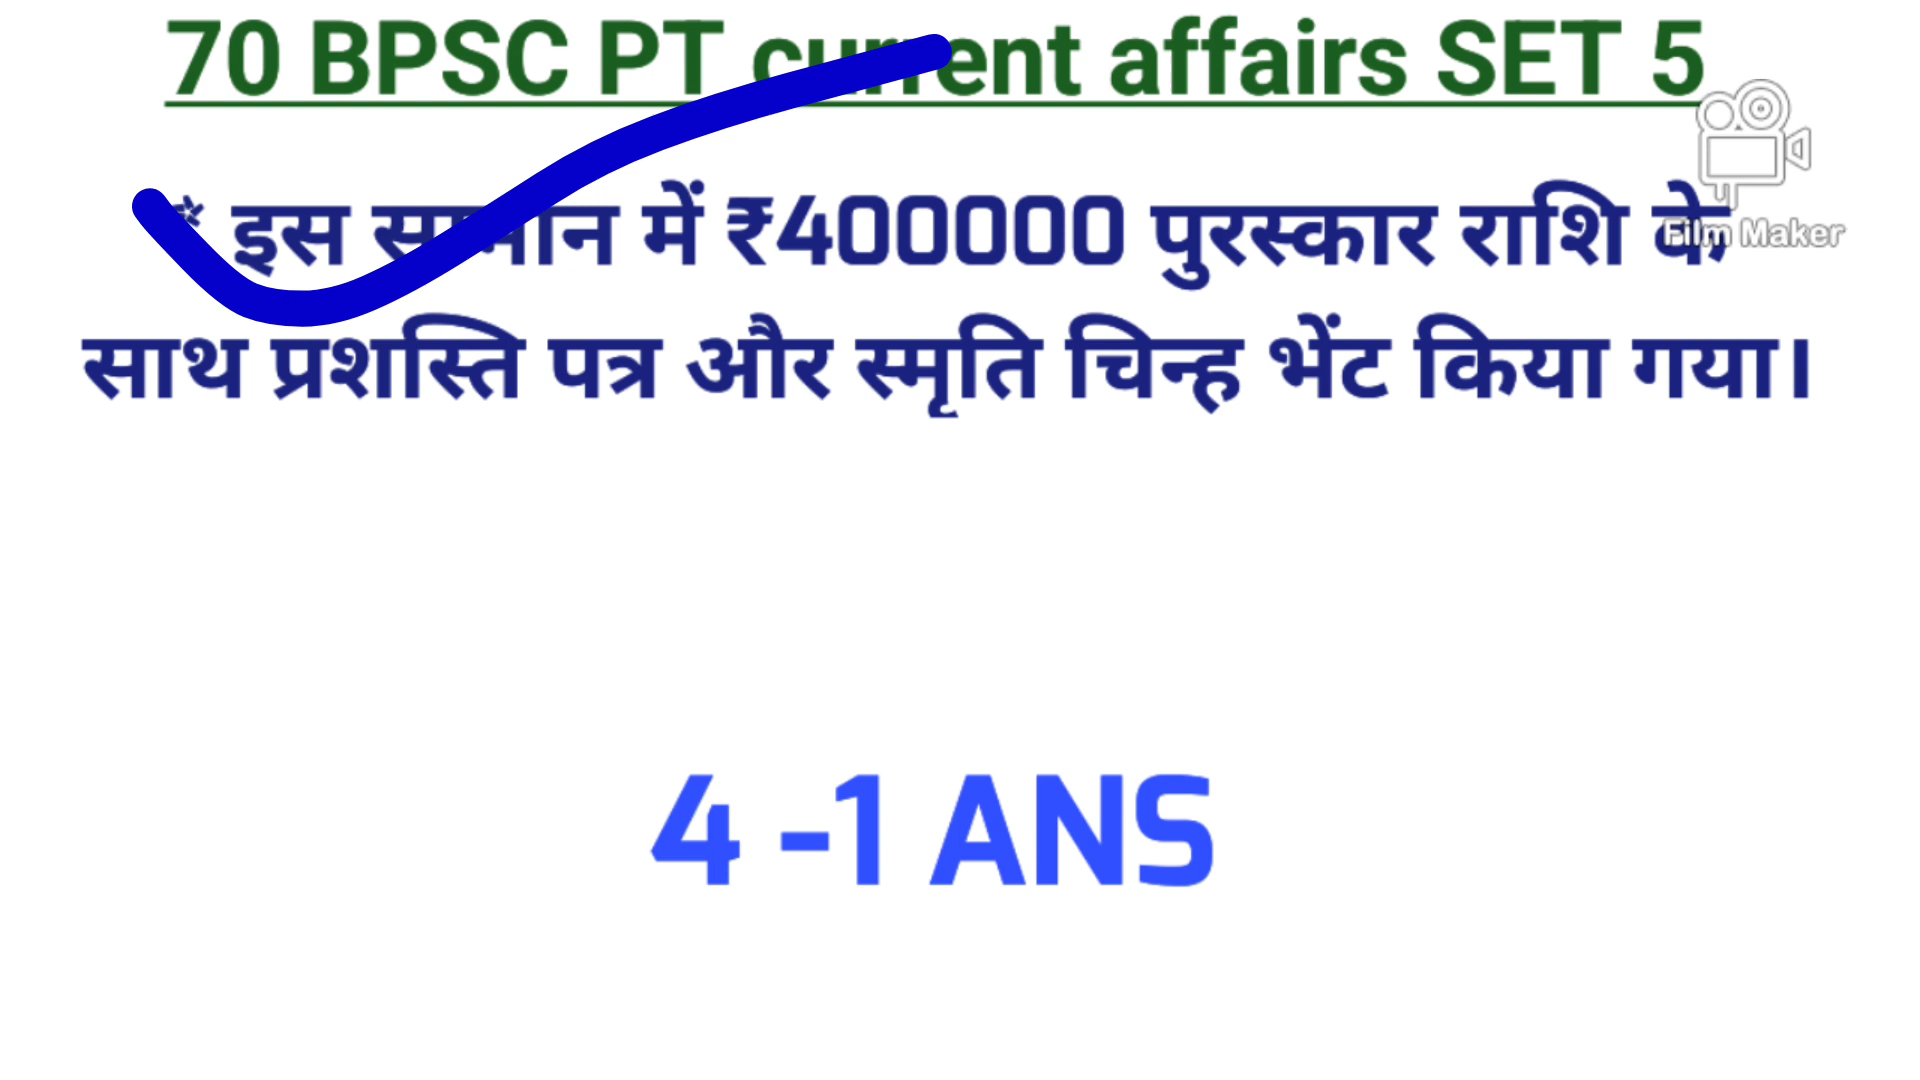 70 BPSC PT current affairs SET 5
* इस समान में ₹400000 पुरस्कार राशि के
Film Maker
साथ प्रशस्ति पत्र और स्मृति चिन्ह भेंट किया गया।
4 -1 ANS